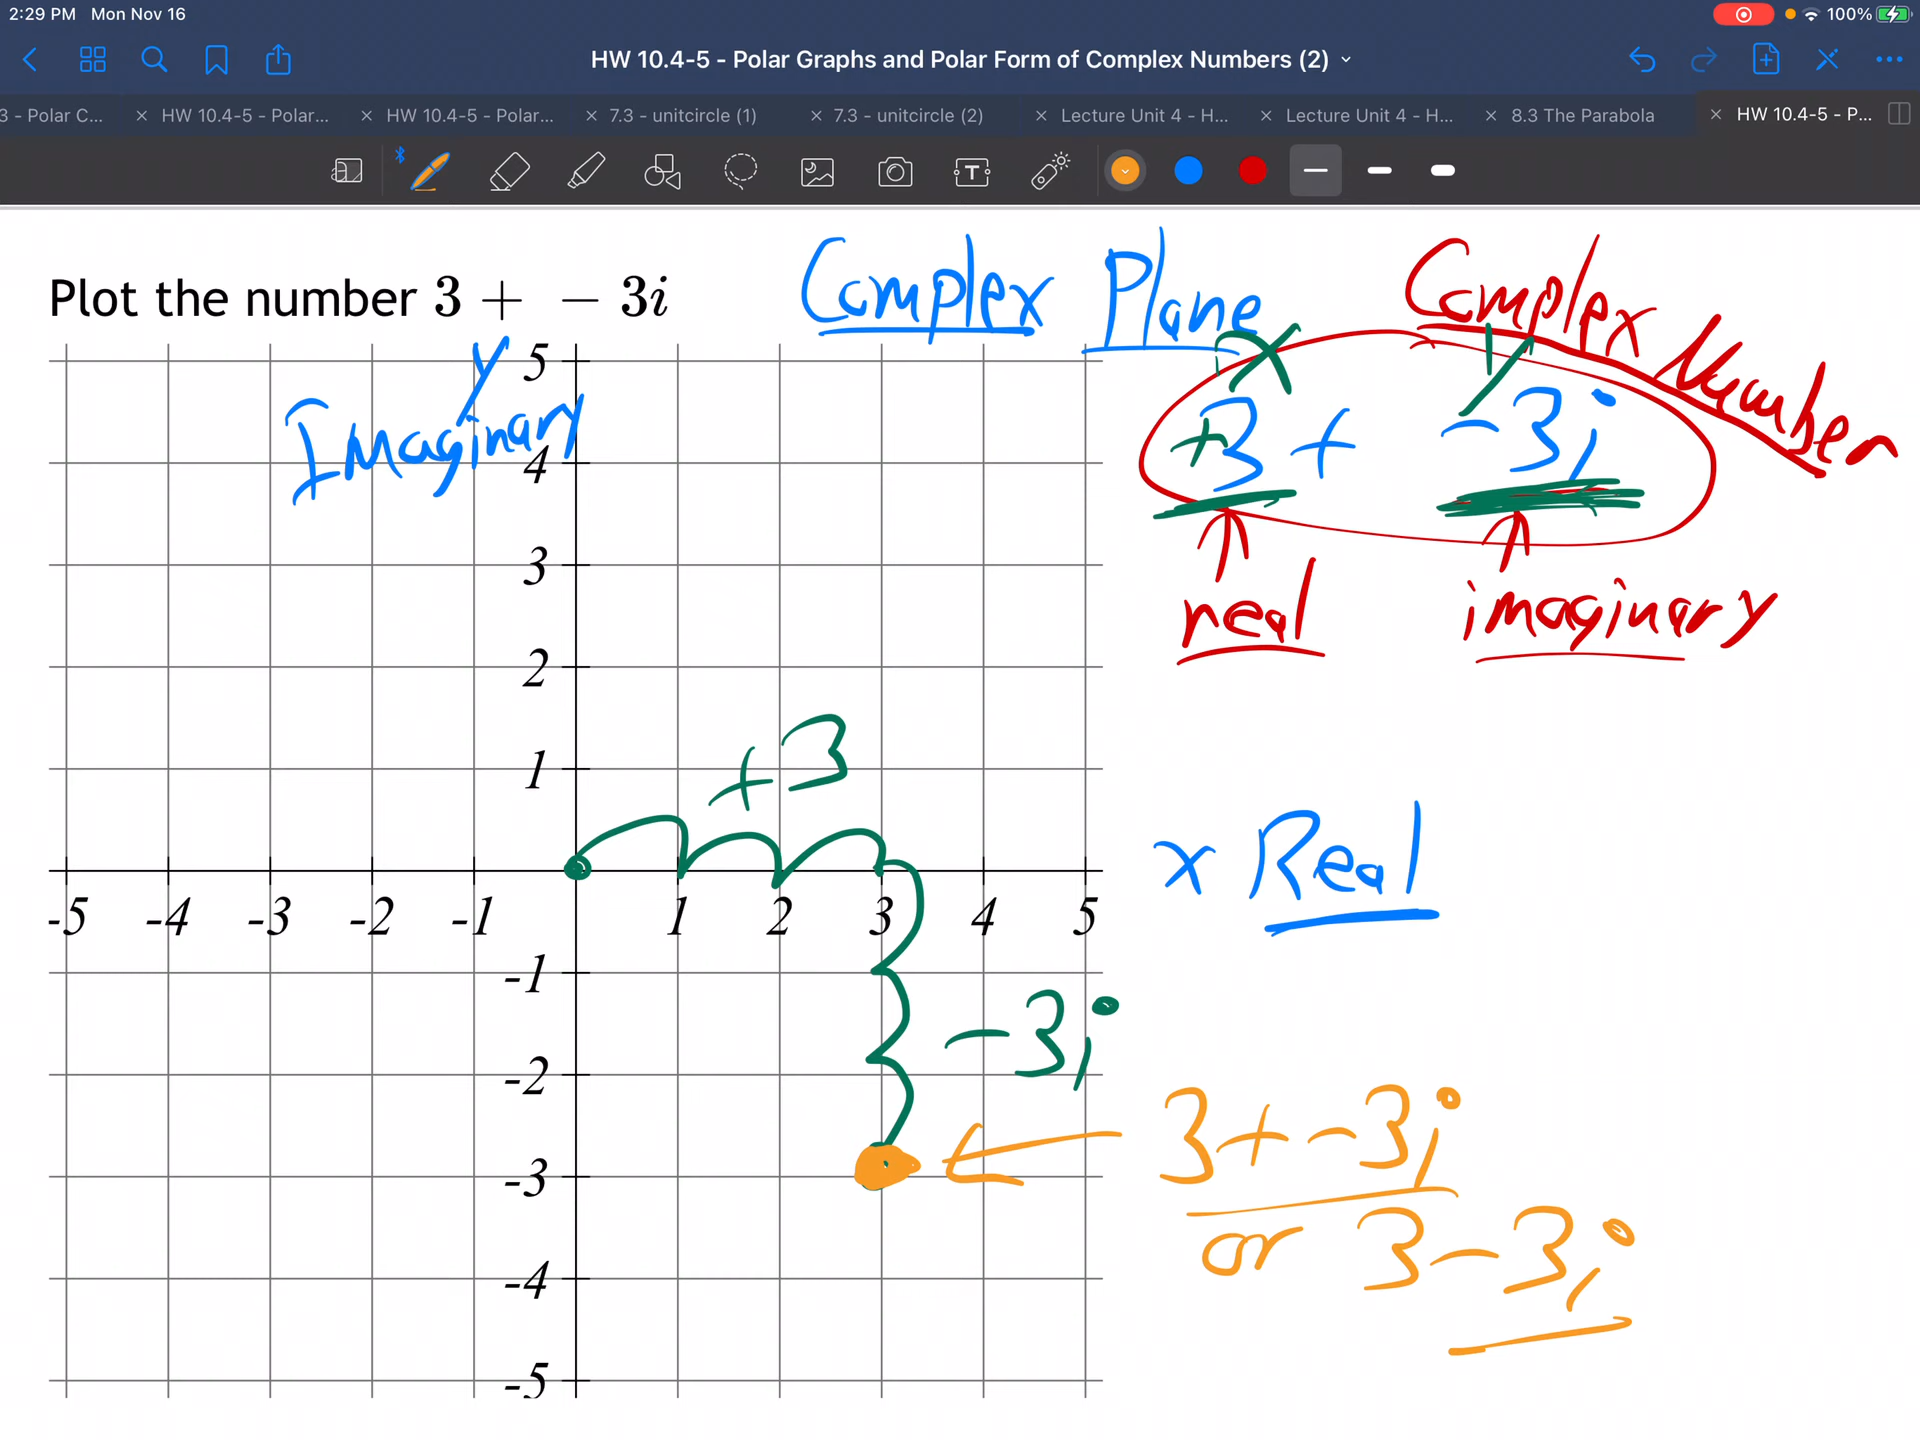 2:29 PM Mon Nov 16
100%
HW 10.4-5 - Polar Graphs and Polar Form of Complex Numbers (2)
3 - Polar C... × HW 10.4-5 - Polar... × HW 10.4-5 - Polar... × 7.3 - unitcircle (1) × 7.3 - unitcircle (2) × Lecture Unit 4 - H... × Lecture Unit 4 - H... × 8.3 The Parabola × HW 10.4-5 - P...
T
Complex Plane
Complex Number
Plot the number 3 + − 3i
x
y
+3 + -3i
real
imaginary
y
Imaginary
5
4
3
2
1
+3
-5 -4 -3 -2 -1 1 2 3 4 5
x Real
-1
-2
-3
-4
-5
-3i
3+-3i
or 3-3i